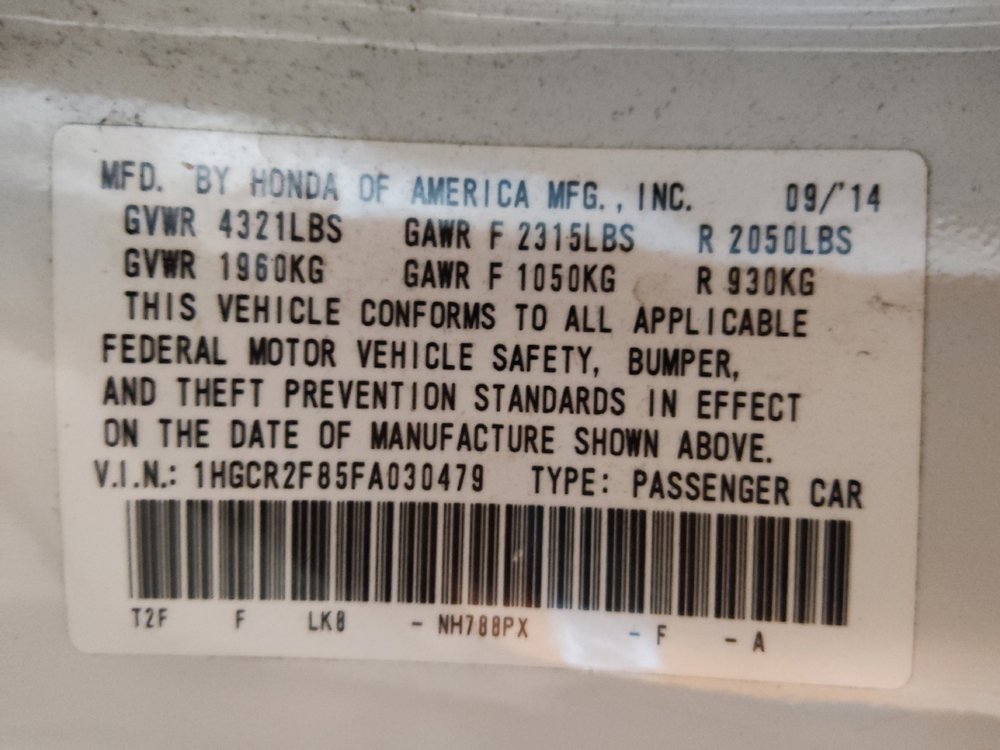 MFD. BY HONDA OF AMERICA MFG., INC. 09/'14
GVWR 4321LBS GAWR F 2315LBS R 2050LBS
GVWR 1960KG GAWR F 1050KG R 930KG
THIS VEHICLE CONFORMS TO ALL APPLICABLE
FEDERAL MOTOR VEHICLE SAFETY, BUMPER,
AND THEFT PREVENTION STANDARDS IN EFFECT
ON THE DATE OF MANUFACTURE SHOWN ABOVE.
V.I.N.: 1HGCR2F85FA030479 TYPE: PASSENGER CAR
T2F F LK8 - NH788PX - F - A